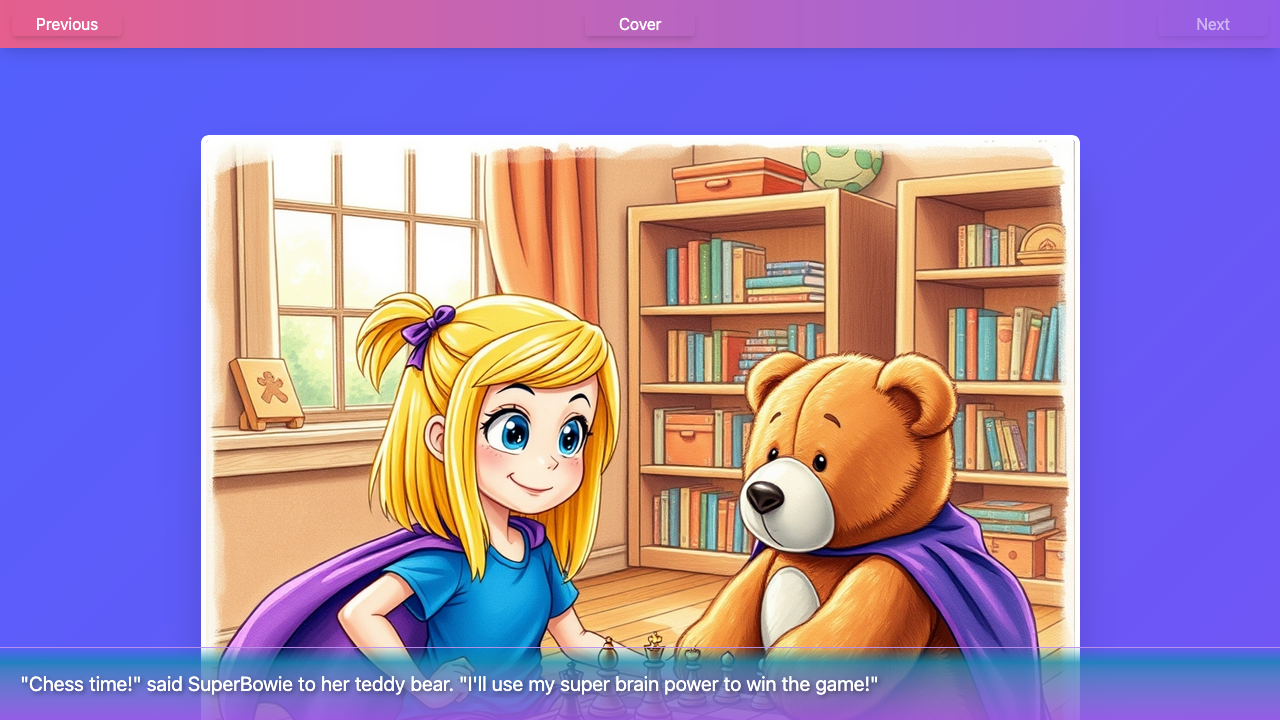 Previous
Cover
Next
"Chess time!" said SuperBowie to her teddy bear. "I'll use my super brain power to win the game!"